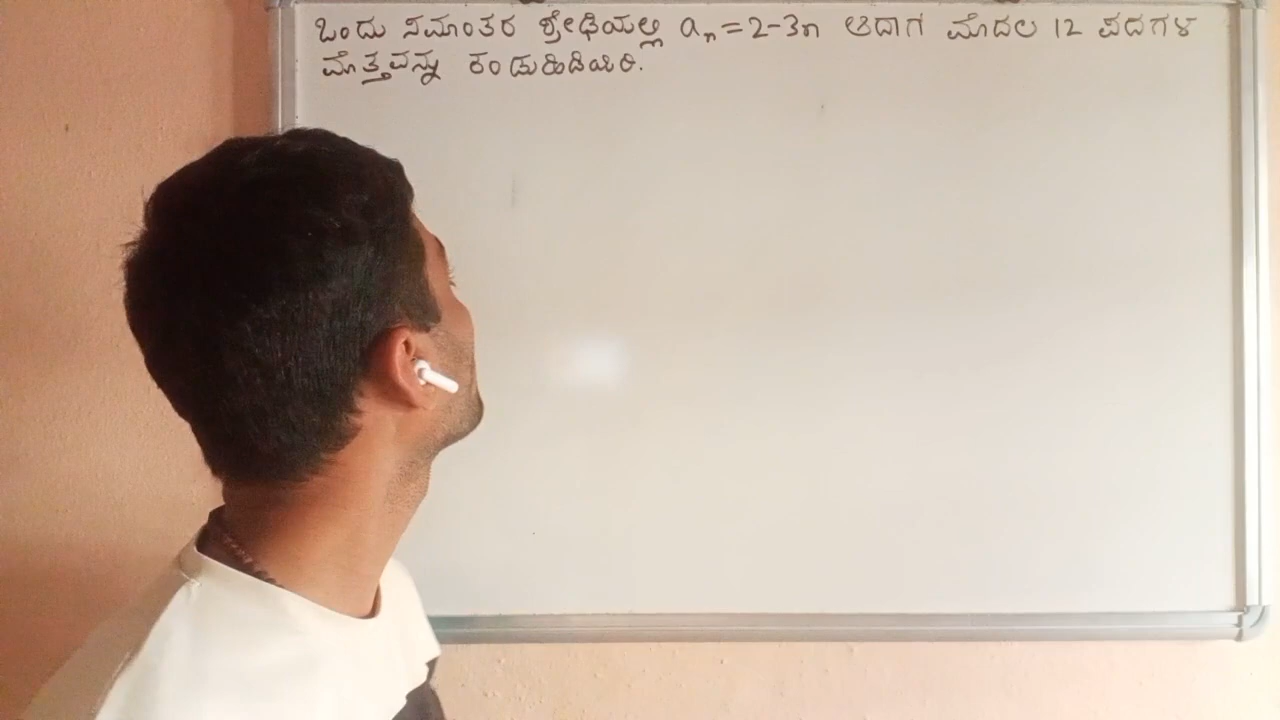 ಒಂದು ಸಮಾಂತರ ಶ್ರೇಢಿಯಲ್ಲಿ aₙ=2-3n ಆದಾಗ ಮೊದಲ 12 ಪದಗಳ
ಮೊತ್ತವನ್ನು ಕಂಡುಹಿಡಿಯಿರಿ.